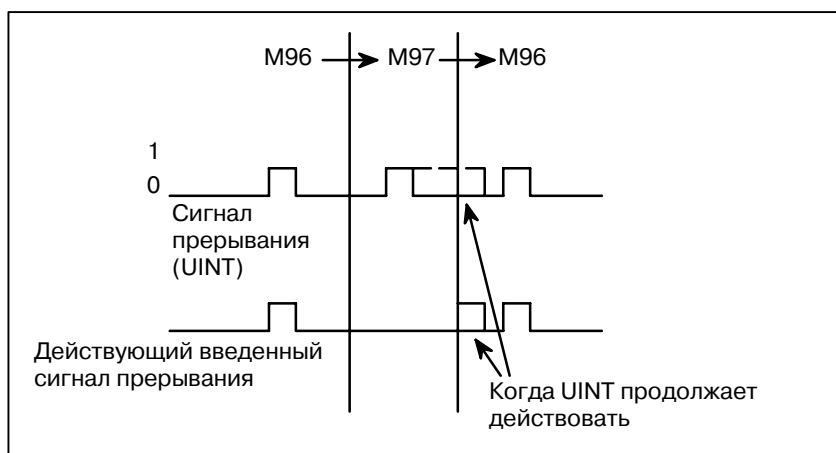 M96 M97 M96
1
0
Сигнал
прерывания
(UINT)
Действующий введенный
сигнал прерывания
Когда UINT продолжает
действовать